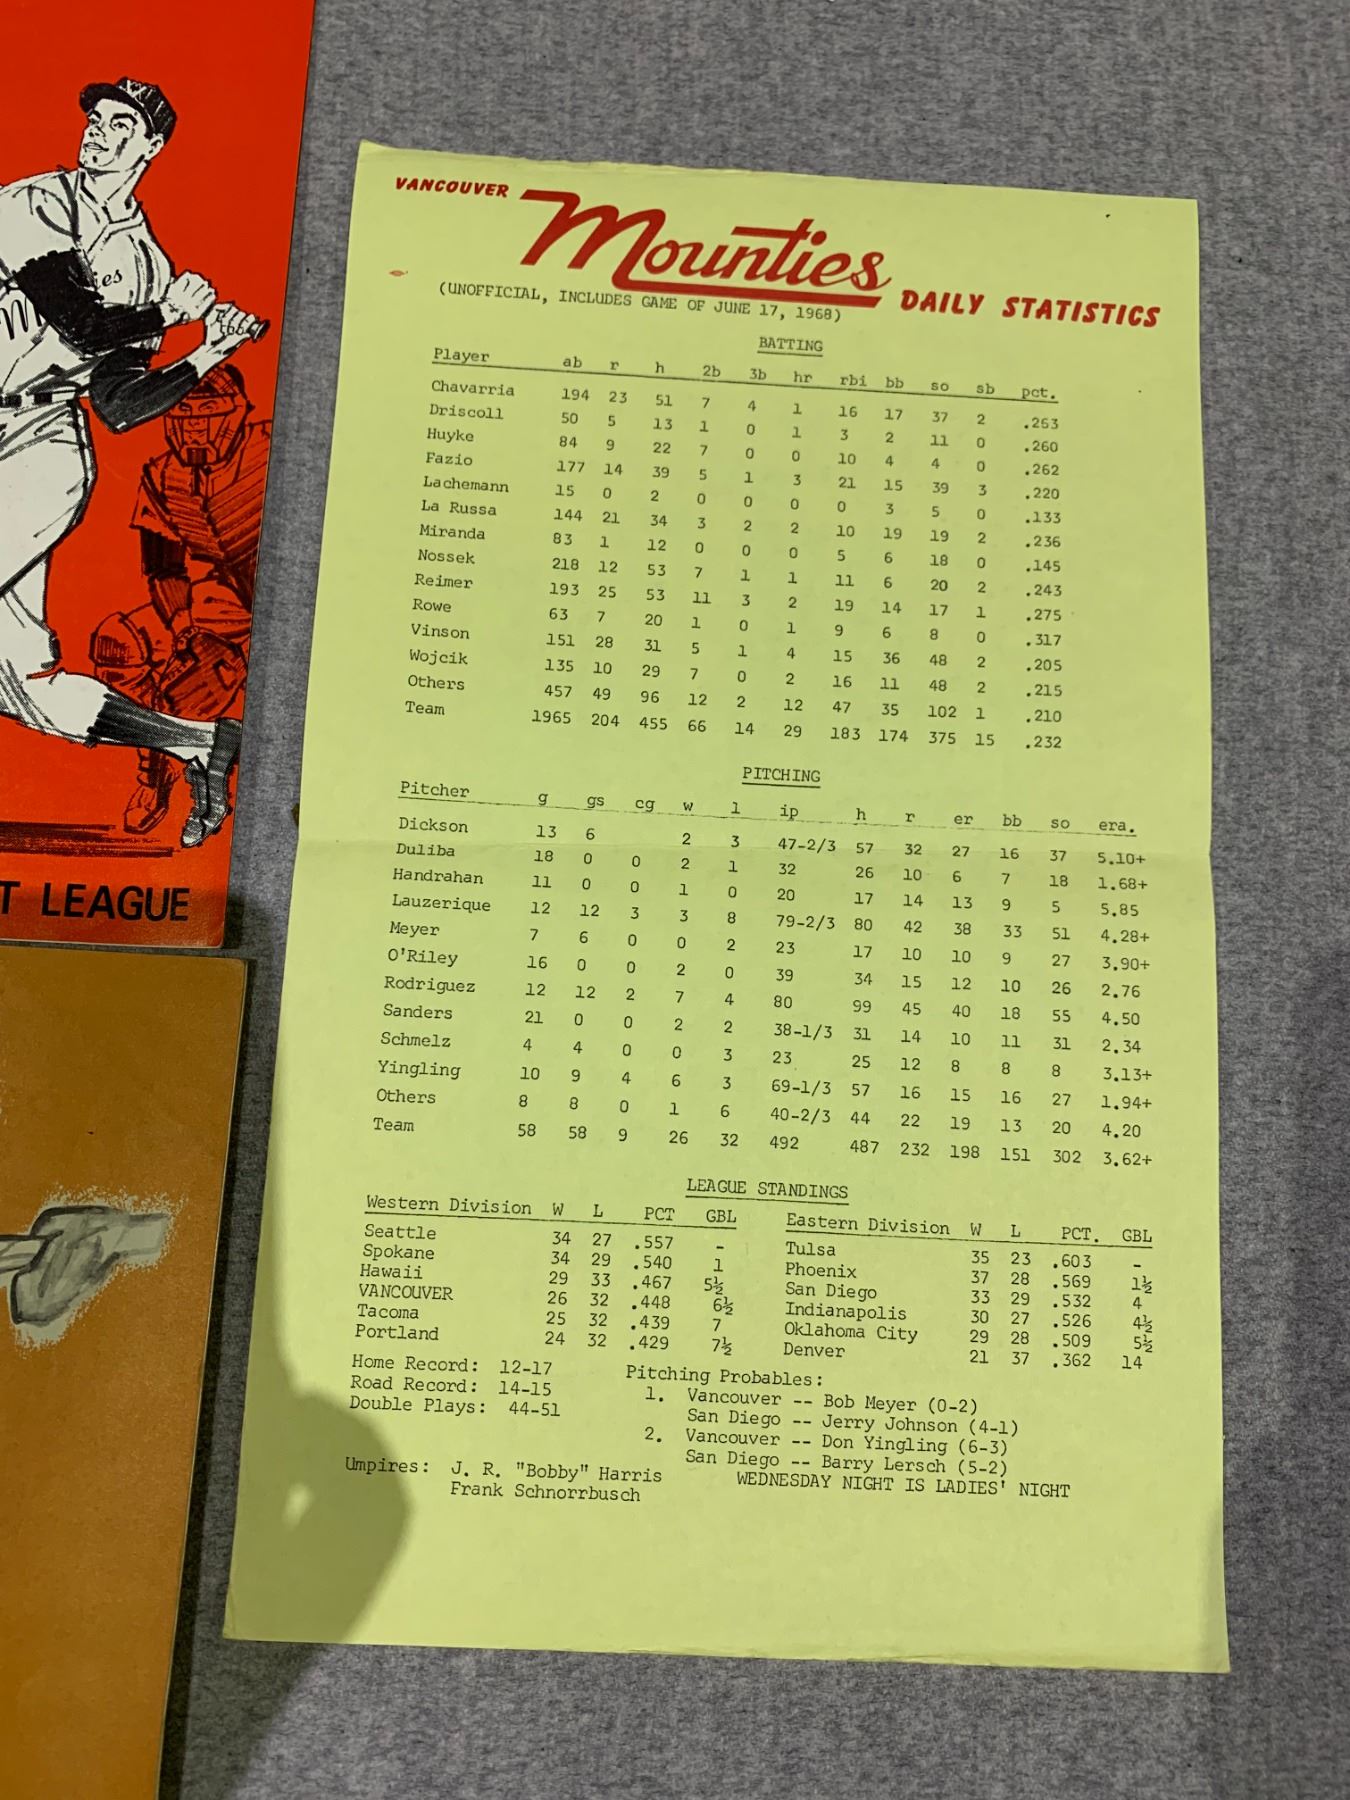 VANCOUVER Mounties DAILY STATISTICS
(UNOFFICIAL, INCLUDES GAME OF JUNE 17, 1968)
BATTING
Player ab r h 2b 3b hr rbi bb so sb pct.
Chavarria 194 23 51 7 4 1 16 17 37 2 .263
Driscoll 50 5 13 1 0 1 3 2 11 0 .260
Huyke 84 9 22 7 0 0 10 4 4 0 .262
Fazio 177 14 39 5 1 3 21 15 39 3 .220
Lachemann 15 0 2 0 0 0 0 3 5 0 .133
La Russa 144 21 34 3 2 2 10 19 19 2 .236
Miranda 83 1 12 0 0 0 5 6 18 0 .145
Nossek 218 12 53 7 1 1 11 6 20 2 .243
Reimer 193 25 53 11 3 2 19 14 17 1 .275
Rowe 63 7 20 1 0 1 9 6 8 0 .317
Vinson 151 28 31 5 1 4 15 36 48 2 .205
Wojcik 135 10 29 7 0 2 16 11 48 2 .215
Others 457 49 96 12 2 12 47 35 102 1 .210
Team 1965 204 455 66 14 29 183 174 375 15 .232
PITCHING
Pitcher g gs cg w l ip h r er bb so era.
Dickson 13 6 2 3 47-2/3 57 32 27 16 37 5.10+
Duliba 18 0 0 2 1 32 26 10 6 7 18 1.68+
Handrahan 11 0 0 1 0 20 17 14 13 9 5 5.85
Lauzerique 12 12 3 3 8 79-2/3 80 42 38 33 51 4.28+
Meyer 7 6 0 0 2 23 17 10 10 9 27 3.90+
O'Riley 16 0 0 2 0 39 34 15 12 10 26 2.76
Rodriguez 12 12 2 7 4 80 99 45 40 18 55 4.50
Sanders 21 0 0 2 2 38-1/3 31 14 10 11 31 2.34
Schmelz 4 4 0 0 3 23 25 12 8 8 8 3.13+
Yingling 10 9 4 6 3 69-1/3 57 16 15 16 27 1.94+
Others 8 8 0 1 6 40-2/3 44 22 19 13 20 4.20
Team 58 58 9 26 32 492 487 232 198 151 302 3.62+
LEAGUE STANDINGS
Western Division W L PCT GBL
Seattle 34 27 .557 -
Spokane 34 29 .540 1
Hawaii 29 33 .467 5½
VANCOUVER 26 32 .448 6½
Tacoma 25 32 .439 7
Portland 24 32 .429 7½
Eastern Division W L PCT. GBL
Tulsa 35 23 .603 -
Phoenix 37 28 .569 1½
San Diego 33 29 .532 4
Indianapolis 30 27 .526 4½
Oklahoma City 29 28 .509 5½
Denver 21 37 .362 14
Home Record: 12-17
Road Record: 14-15
Double Plays: 44-51
Pitching Probables:
1. Vancouver -- Bob Meyer (0-2)
San Diego -- Jerry Johnson (4-1)
2. Vancouver -- Don Yingling (6-3)
San Diego -- Barry Lersch (5-2)
Umpires: J. R. "Bobby" Harris
Frank Schnorrbusch
WEDNESDAY NIGHT IS LADIES' NIGHT
T LEAGUE